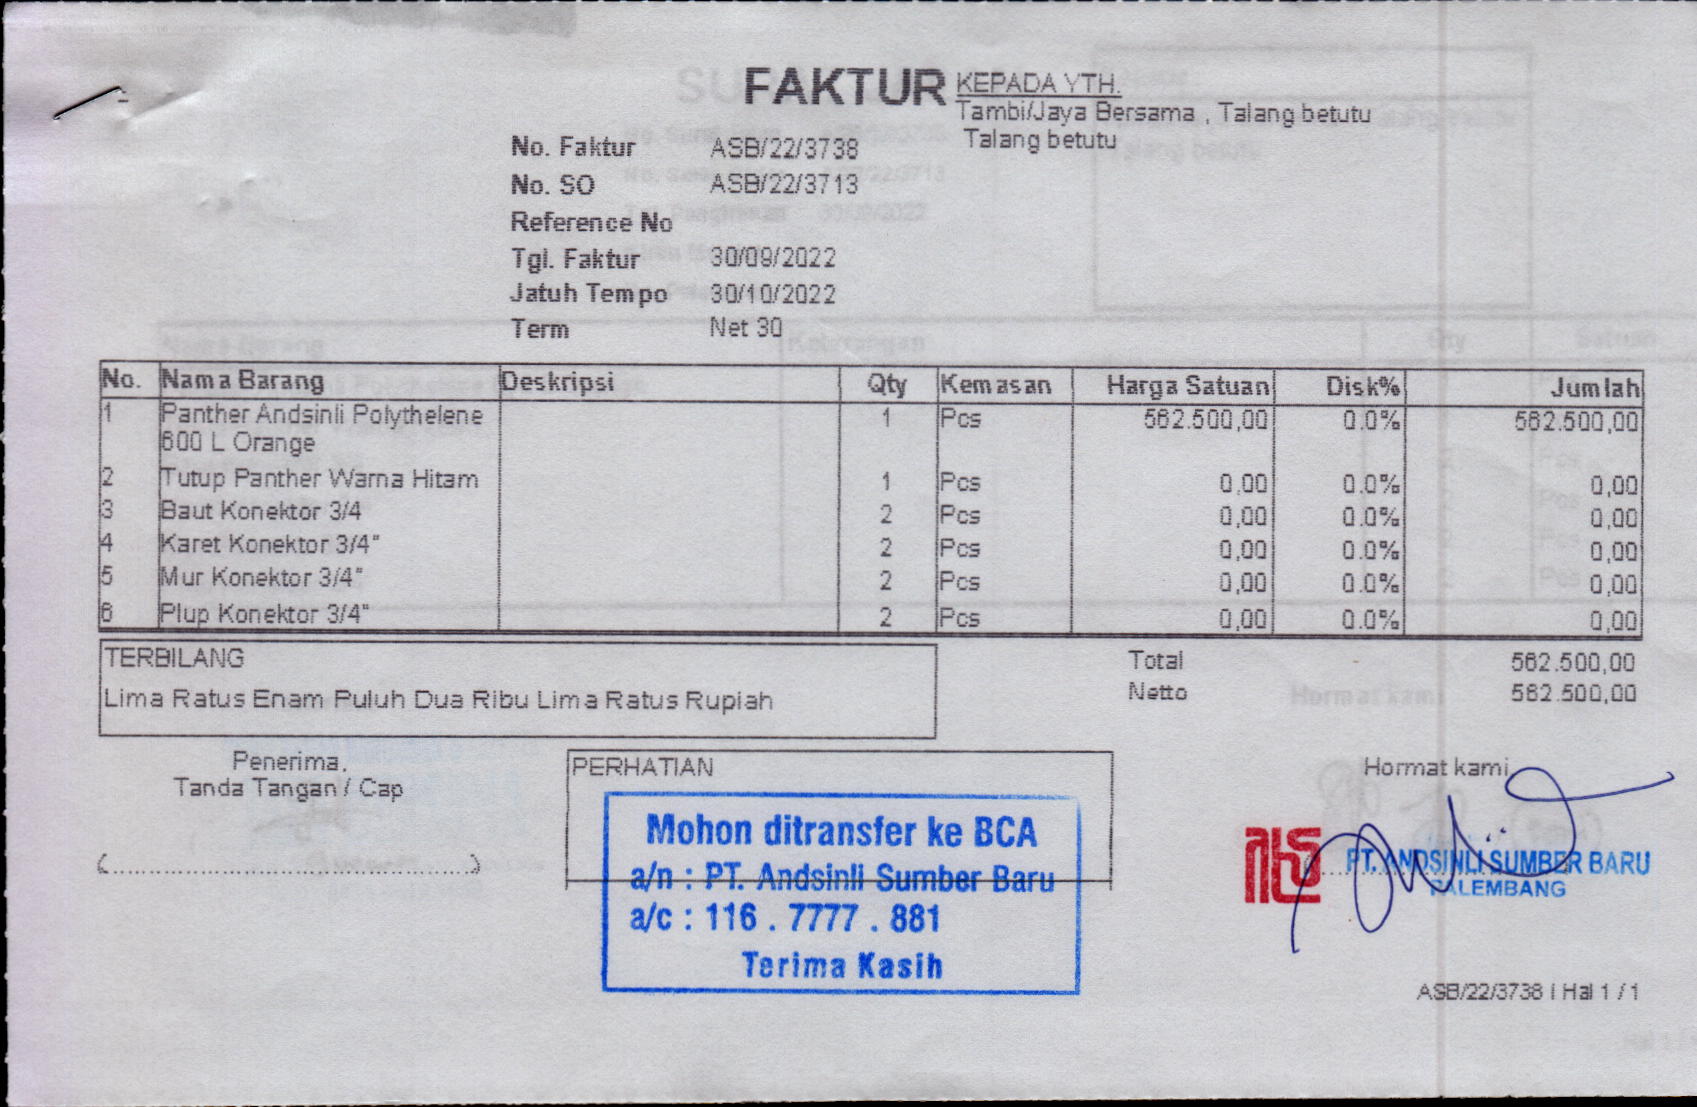 FAKTUR
KEPADA YTH.
Tambi/Jaya Bersama , Talang betutu
Talang betutu
No. Faktur ASB/22/3738
No. SO ASB/22/3713
Reference No
Tgl. Faktur 30/09/2022
Jatuh Tempo 30/10/2022
Term Net 30
No. Nama Barang Deskripsi Qty Kemasan Harga Satuan Disk% Jumlah
1 Panther Andsinli Polythelene 1 Pcs 562.500,00 0.0% 562.500,00
600 L Orange
2 Tutup Panther Warna Hitam 1 Pcs 0,00 0.0% 0,00
3 Baut Konektor 3/4 2 Pcs 0,00 0.0% 0,00
4 Karet Konektor 3/4" 2 Pcs 0,00 0.0% 0,00
5 Mur Konektor 3/4" 2 Pcs 0,00 0.0% 0,00
6 Plup Konektor 3/4" 2 Pcs 0,00 0.0% 0,00
TERBILANG
Lima Ratus Enam Puluh Dua Ribu Lima Ratus Rupiah
Total 562.500,00
Netto 562.500,00
Penerima,
Tanda Tangan / Cap
PERHATIAN
Mohon ditransfer ke BCA
a/n : PT. Andsinli Sumber Baru
a/c : 116 . 7777 . 881
Terima Kasih
Hormat kami,
PT. ANDSINLI SUMBER BARU
PALEMBANG
ASB/22/3738 | Hal 1 / 1